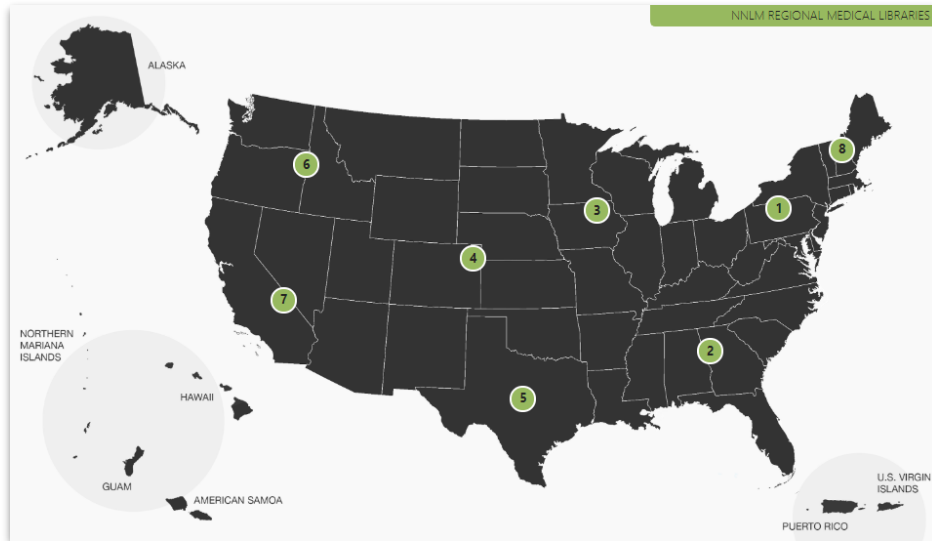 NNLM REGIONAL MEDICAL LIBRARIES
ALASKA
8
6
1
3
4
7
NORTHERN
MARIANA
ISLANDS
2
HAWAII
5
GUAM
AMERICAN SAMOA
U.S. VIRGIN
ISLANDS
PUERTO RICO